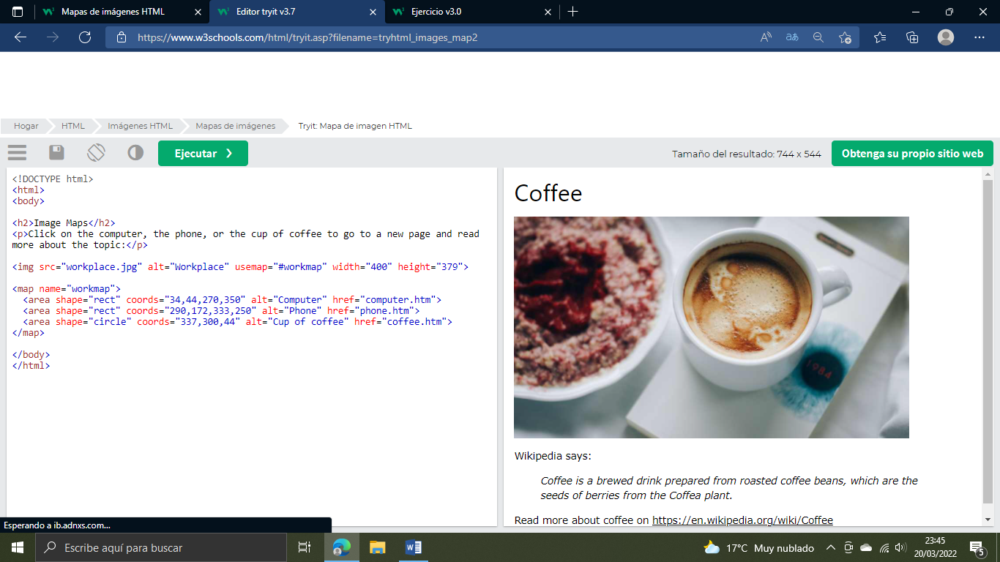 Mapas de imágenes HTML
Editor tryit v3.7
Ejercicio v3.0
https://www.w3schools.com/html/tryit.asp?filename=tryhtml_images_map2
Hogar HTML Imágenes HTML Mapas de imágenes Tryit: Mapa de imagen HTML
Ejecutar ❯ Tamaño del resultado: 744 x 544 Obtenga su propio sitio web
<!DOCTYPE html>
<html>
<body>
<h2>Image Maps</h2>
<p>Click on the computer, the phone, or the cup of coffee to go to a new page and read
more about the topic:</p>
<img src="workplace.jpg" alt="Workplace" usemap="#workmap" width="400" height="379">
<map name="workmap">
<area shape="rect" coords="34,44,270,350" alt="Computer" href="computer.htm">
<area shape="rect" coords="290,172,333,250" alt="Phone" href="phone.htm">
<area shape="circle" coords="337,300,44" alt="Cup of coffee" href="coffee.htm">
</map>
</body>
</html>
Coffee
1984
Wikipedia says:
Coffee is a brewed drink prepared from roasted coffee beans, which are the
seeds of berries from the Coffea plant.
Read more about coffee on https://en.wikipedia.org/wiki/Coffee
Esperando a ib.adnxs.com...
Escribe aquí para buscar
17°C Muy nublado
23:45
20/03/2022
5